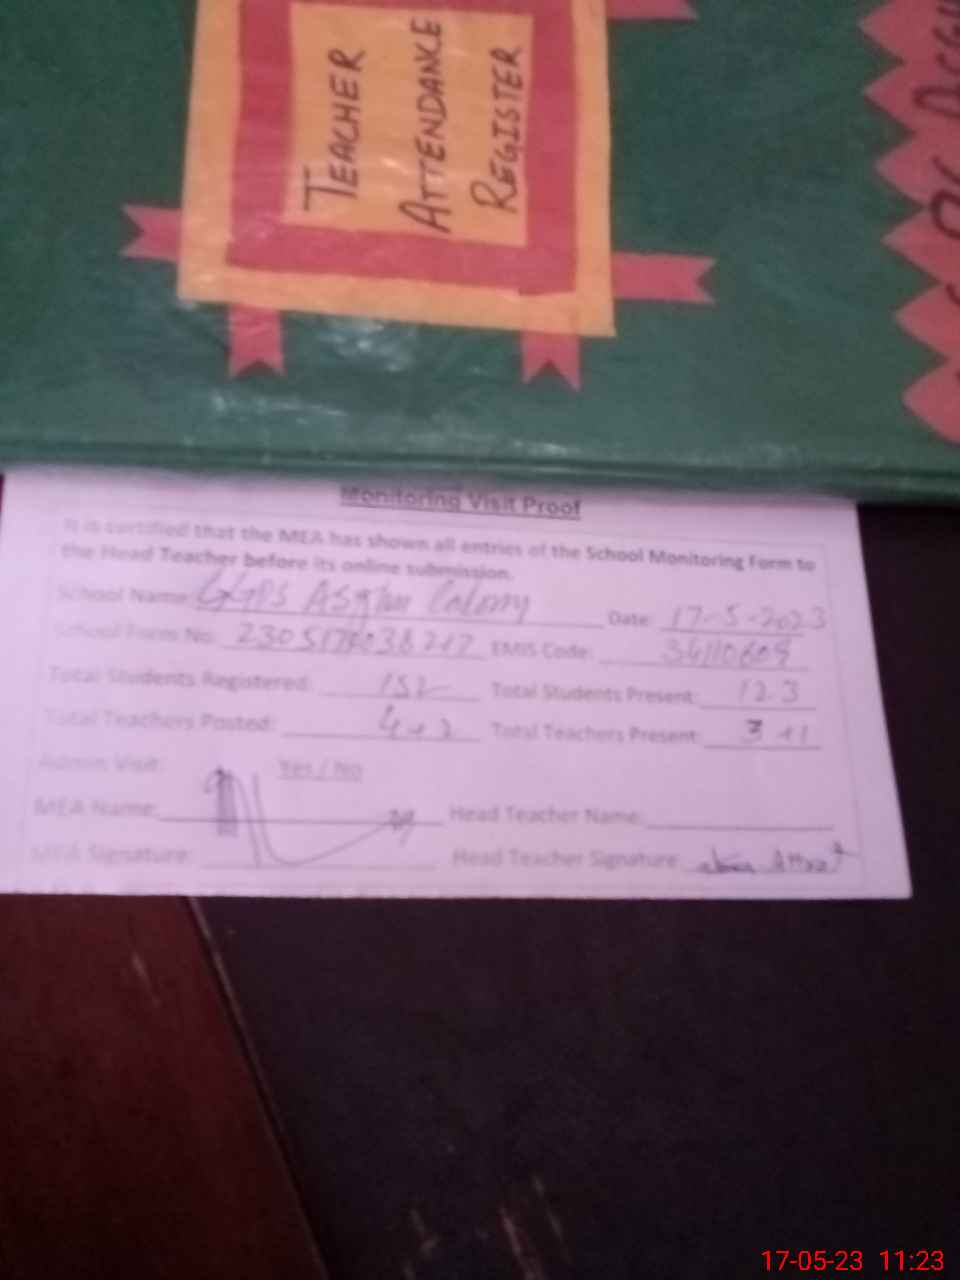 TEACHER
ATTENDANCE
REGISTER
Monitoring Visit Proof
It is certified that the MEA has shown all entries of the School Monitoring Form to
the Head Teacher before its online submission.
School Name: GGPS Colony Date: 17-5-2023
School Form No: EMIS Code:
Total Students Registered: 152 Total Students Present: 123
Total Teachers Posted: 4+2 Total Teachers Present: 3+1
Admin Visit: Yes / No
MEA Name: Head Teacher Name:
MEA Signature: Head Teacher Signature:
17-05-23 11:23